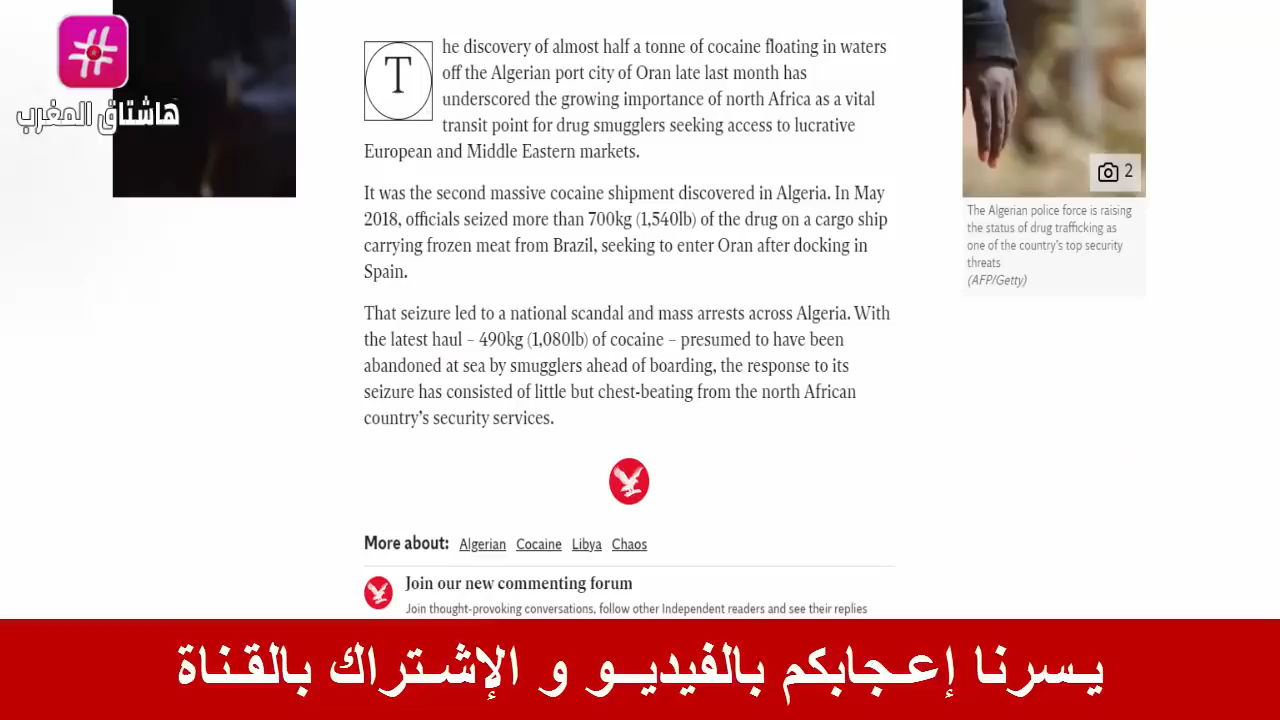 هاشتاق المغرب
The discovery of almost half a tonne of cocaine floating in waters
off the Algerian port city of Oran late last month has
underscored the growing importance of north Africa as a vital
transit point for drug smugglers seeking access to lucrative
European and Middle Eastern markets.
It was the second massive cocaine shipment discovered in Algeria. In May
2018, officials seized more than 700kg (1,540lb) of the drug on a cargo ship
carrying frozen meat from Brazil, seeking to enter Oran after docking in
Spain.
That seizure led to a national scandal and mass arrests across Algeria. With
the latest haul – 490kg (1,080lb) of cocaine – presumed to have been
abandoned at sea by smugglers ahead of boarding, the response to its
seizure has consisted of little but chest-beating from the north African
country’s security services.
2
The Algerian police force is raising
the status of drug trafficking as
one of the country’s top security
threats
(AFP/Getty)
More about: Algerian Cocaine Libya Chaos
Join our new commenting forum
Join thought-provoking conversations, follow other Independent readers and see their replies
يسرنا إعجابكم بالفيديو و الإشتراك بالقناة